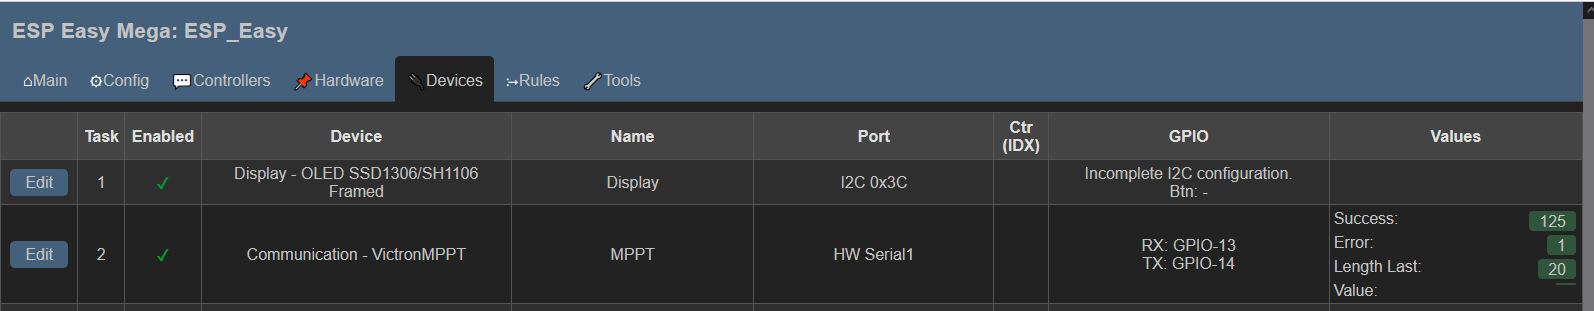 ESP Easy Mega: ESP_Easy
Main Config Controllers Hardware Devices Rules Tools
Task Enabled Device Name Port Ctr (IDX) GPIO Values
Edit 1 Display - OLED SSD1306/SH1106 Framed Display I2C 0x3C Incomplete I2C configuration. Btn: -
Edit 2 Communication - VictronMPPT MPPT HW Serial1 RX: GPIO-13 TX: GPIO-14
Success: 125
Error: 1
Length Last: 20
Value: